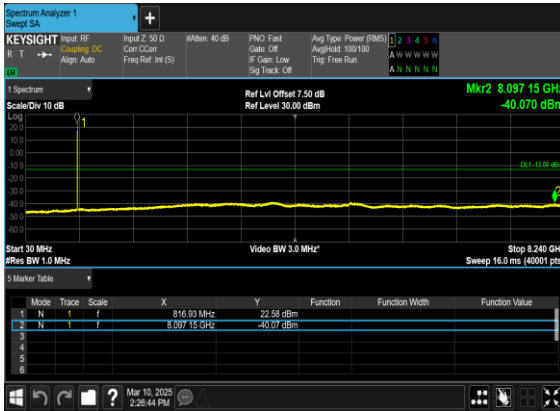 Spectrum Analyzer 1
Swept SA
KEYSIGHT Input: RF Input Z: 50 Ω #Atten: 40 dB PNO: Fast Avg Type: Power (RMS) 1 2 3 4 5 6
R T Coupling: DC Corr CCorr Gate: Off Avg|Hold: 100/100 A W W W W W
Align: Auto Freq Ref: Int (S) IF Gain: Low Trig: Free Run
Sig Track: Off A N N N N N
1 Spectrum Ref Lvl Offset 7.50 dB Mkr2 8.097 15 GHz
Scale/Div 10 dB Ref Level 30.00 dBm -40.070 dBm
Log
1
20.0
10.0
0.00
-10.0
DL1 -13.00 dBm
-20.0
-30.0
2
-40.0
-50.0
-60.0
Start 30 MHz Video BW 3.0 MHz* Stop 8.240 GHz
#Res BW 1.0 MHz Sweep 16.0 ms (40001 pts)
5 Marker Table
Mode Trace Scale X Y Function Function Width Function Value
1 N 1 f 816.93 MHz 22.58 dBm
2 N 1 f 8.097 15 GHz -40.07 dBm
3
4
5
6
? Mar 10, 2025
2:26:44 PM